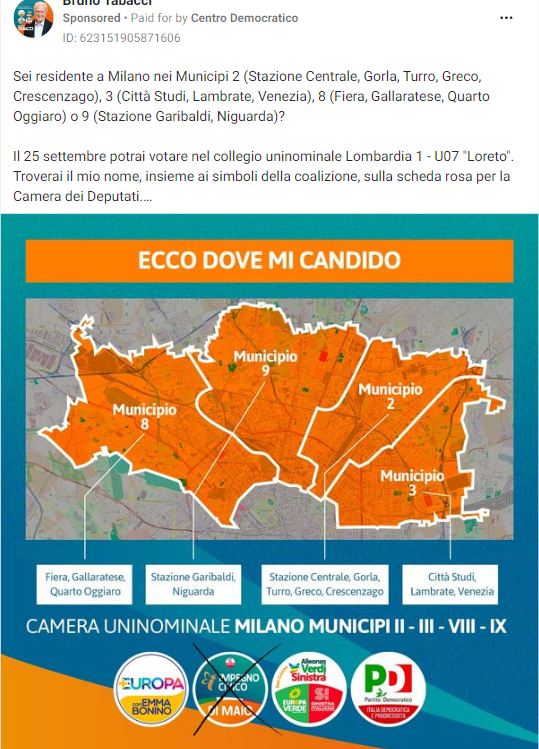 Bruno Tabacci
Sponsored • Paid for by Centro Democratico
ID: 623151905871606
Sei residente a Milano nei Municipi 2 (Stazione Centrale, Gorla, Turro, Greco,
Crescenzago), 3 (Città Studi, Lambrate, Venezia), 8 (Fiera, Gallaratese, Quarto
Oggiaro) o 9 (Stazione Garibaldi, Niguarda)?
Il 25 settembre potrai votare nel collegio uninominale Lombardia 1 - U07 "Loreto".
Troverai il mio nome, insieme ai simboli della coalizione, sulla scheda rosa per la
Camera dei Deputati....
ECCO DOVE MI CANDIDO
Municipio
9
Municipio
2
Municipio
8
Municipio
3
Fiera, Gallaratese,
Quarto Oggiaro
Stazione Garibaldi,
Niguarda
Stazione Centrale, Gorla,
Turro, Greco, Crescenzago
Città Studi,
Lambrate, Venezia
CAMERA UNINOMINALE MILANO MUNICIPI II - III - VIII - IX
+EUROPA
CON EMMA
BONINO
IMPEGNO
CIVICO
DI MAIO
Alleanza
Verdi
Sinistra
EUROPA
VERDE
SI
SINISTRA
ITALIANA
PD
Partito Democratico
ITALIA DEMOCRATICA
E PROGRESSISTA